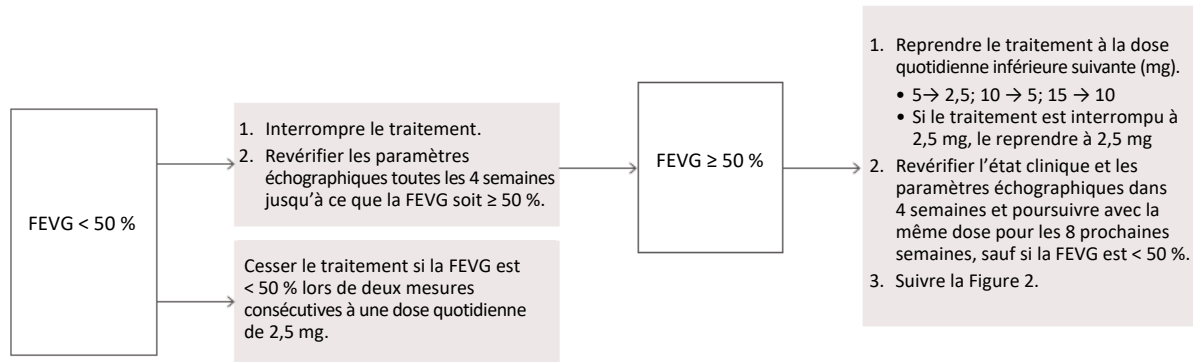 FEVG < 50 %
1. Interrompre le traitement.
2. Revérifier les paramètres
échographiques toutes les 4 semaines
jusqu’à ce que la FEVG soit ≥ 50 %.
Cesser le traitement si la FEVG est
< 50 % lors de deux mesures
consécutives à une dose quotidienne
de 2,5 mg.
FEVG ≥ 50 %
1. Reprendre le traitement à la dose
quotidienne inférieure suivante (mg).
• 5→ 2,5; 10 → 5; 15 → 10
• Si le traitement est interrompu à
2,5 mg, le reprendre à 2,5 mg
2. Revérifier l’état clinique et les
paramètres échographiques dans
4 semaines et poursuivre avec la
même dose pour les 8 prochaines
semaines, sauf si la FEVG est < 50 %.
3. Suivre la Figure 2.